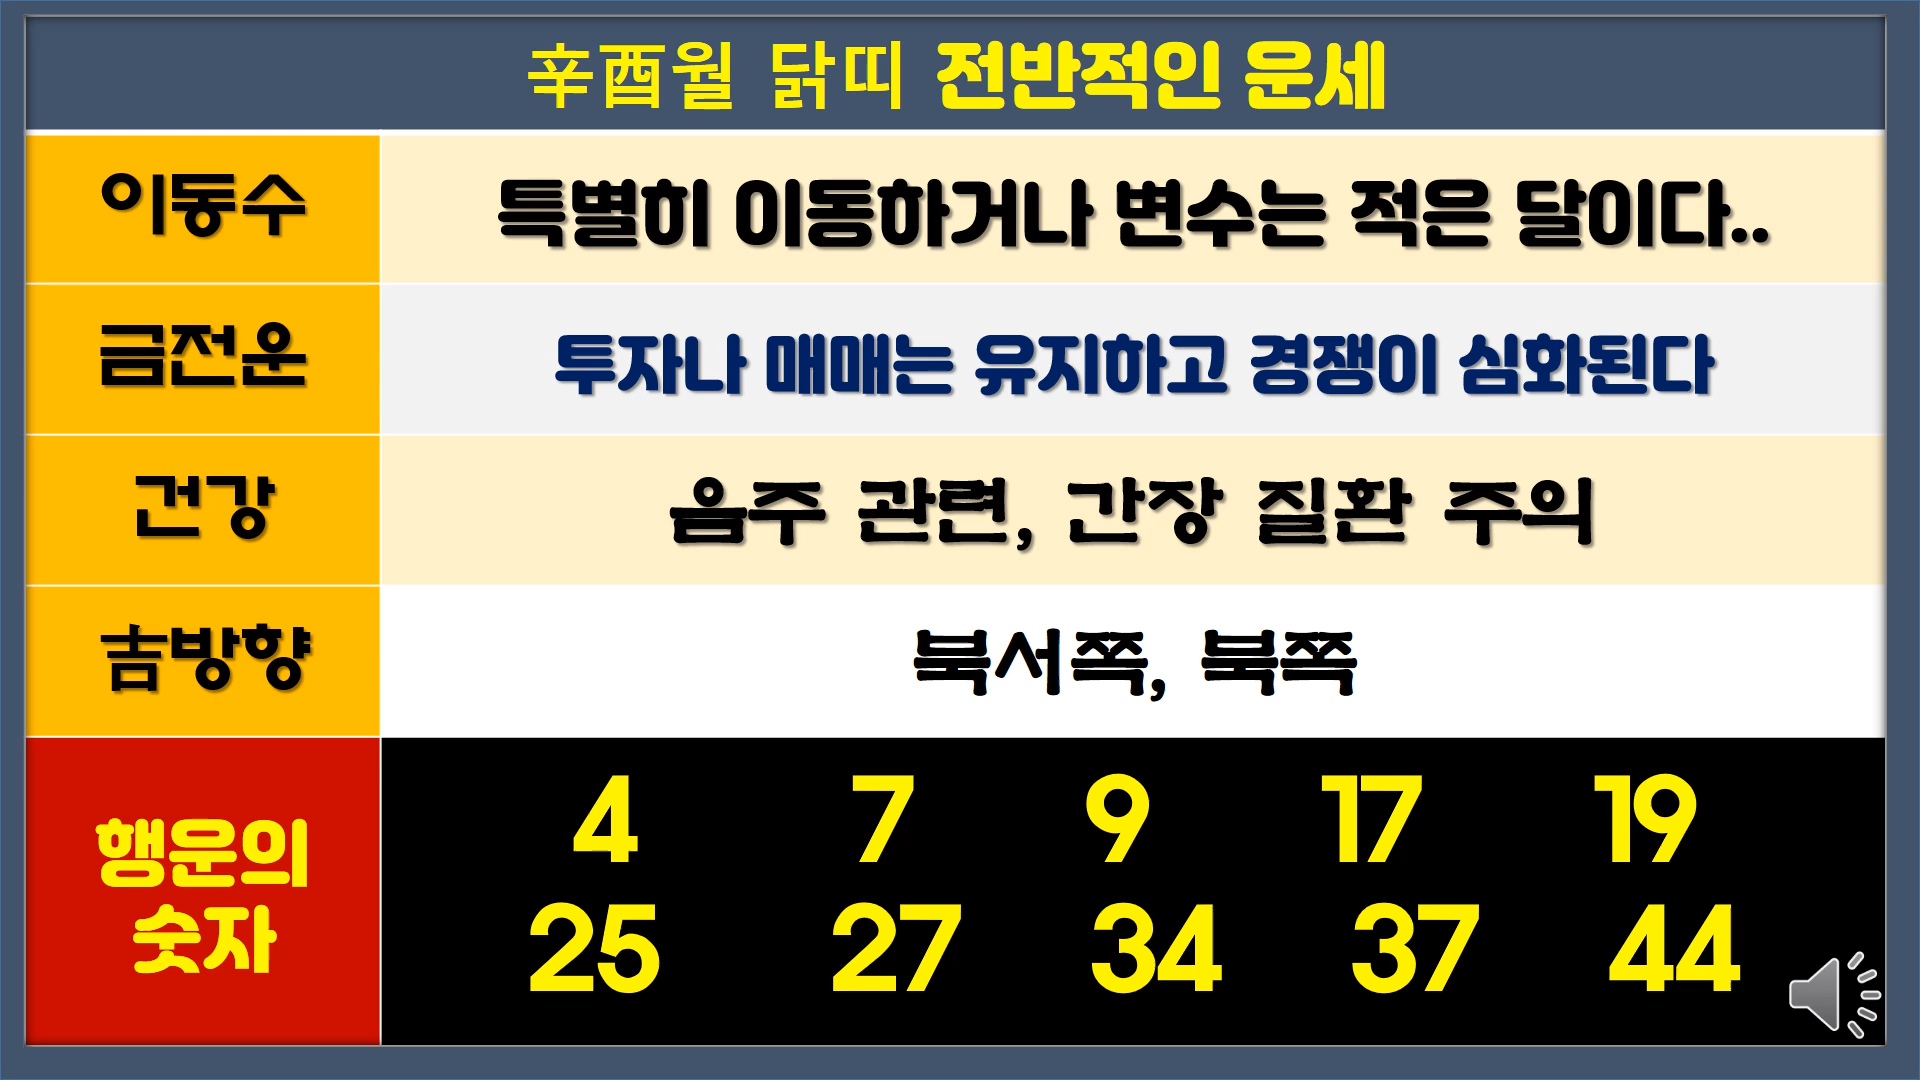 辛酉월 닭띠 전반적인 운세
이동수
특별히 이동하거나 변수는 적은 달이다..
금전운
투자나 매매는 유지하고 경쟁이 심화된다
건강
음주 관련, 간장 질환 주의
吉방향
북서쪽, 북쪽
행운의
숫자
4 7 9 17 19
25 27 34 37 44